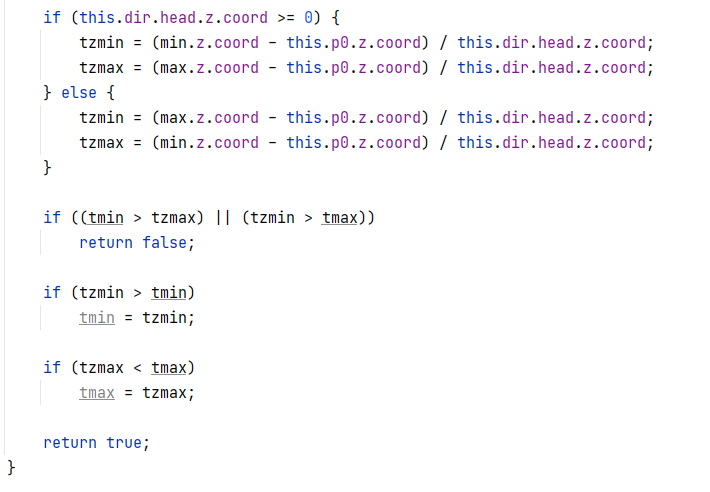 if (this.dir.head.z.coord >= 0) {
    tzmin = (min.z.coord - this.p0.z.coord) / this.dir.head.z.coord;
    tzmax = (max.z.coord - this.p0.z.coord) / this.dir.head.z.coord;
} else {
    tzmin = (max.z.coord - this.p0.z.coord) / this.dir.head.z.coord;
    tzmax = (min.z.coord - this.p0.z.coord) / this.dir.head.z.coord;
}
if ((tmin > tzmax) || (tzmin > tmax))
    return false;
if (tzmin > tmin)
    tmin = tzmin;
if (tzmax < tmax)
    tmax = tzmax;
return true;
}